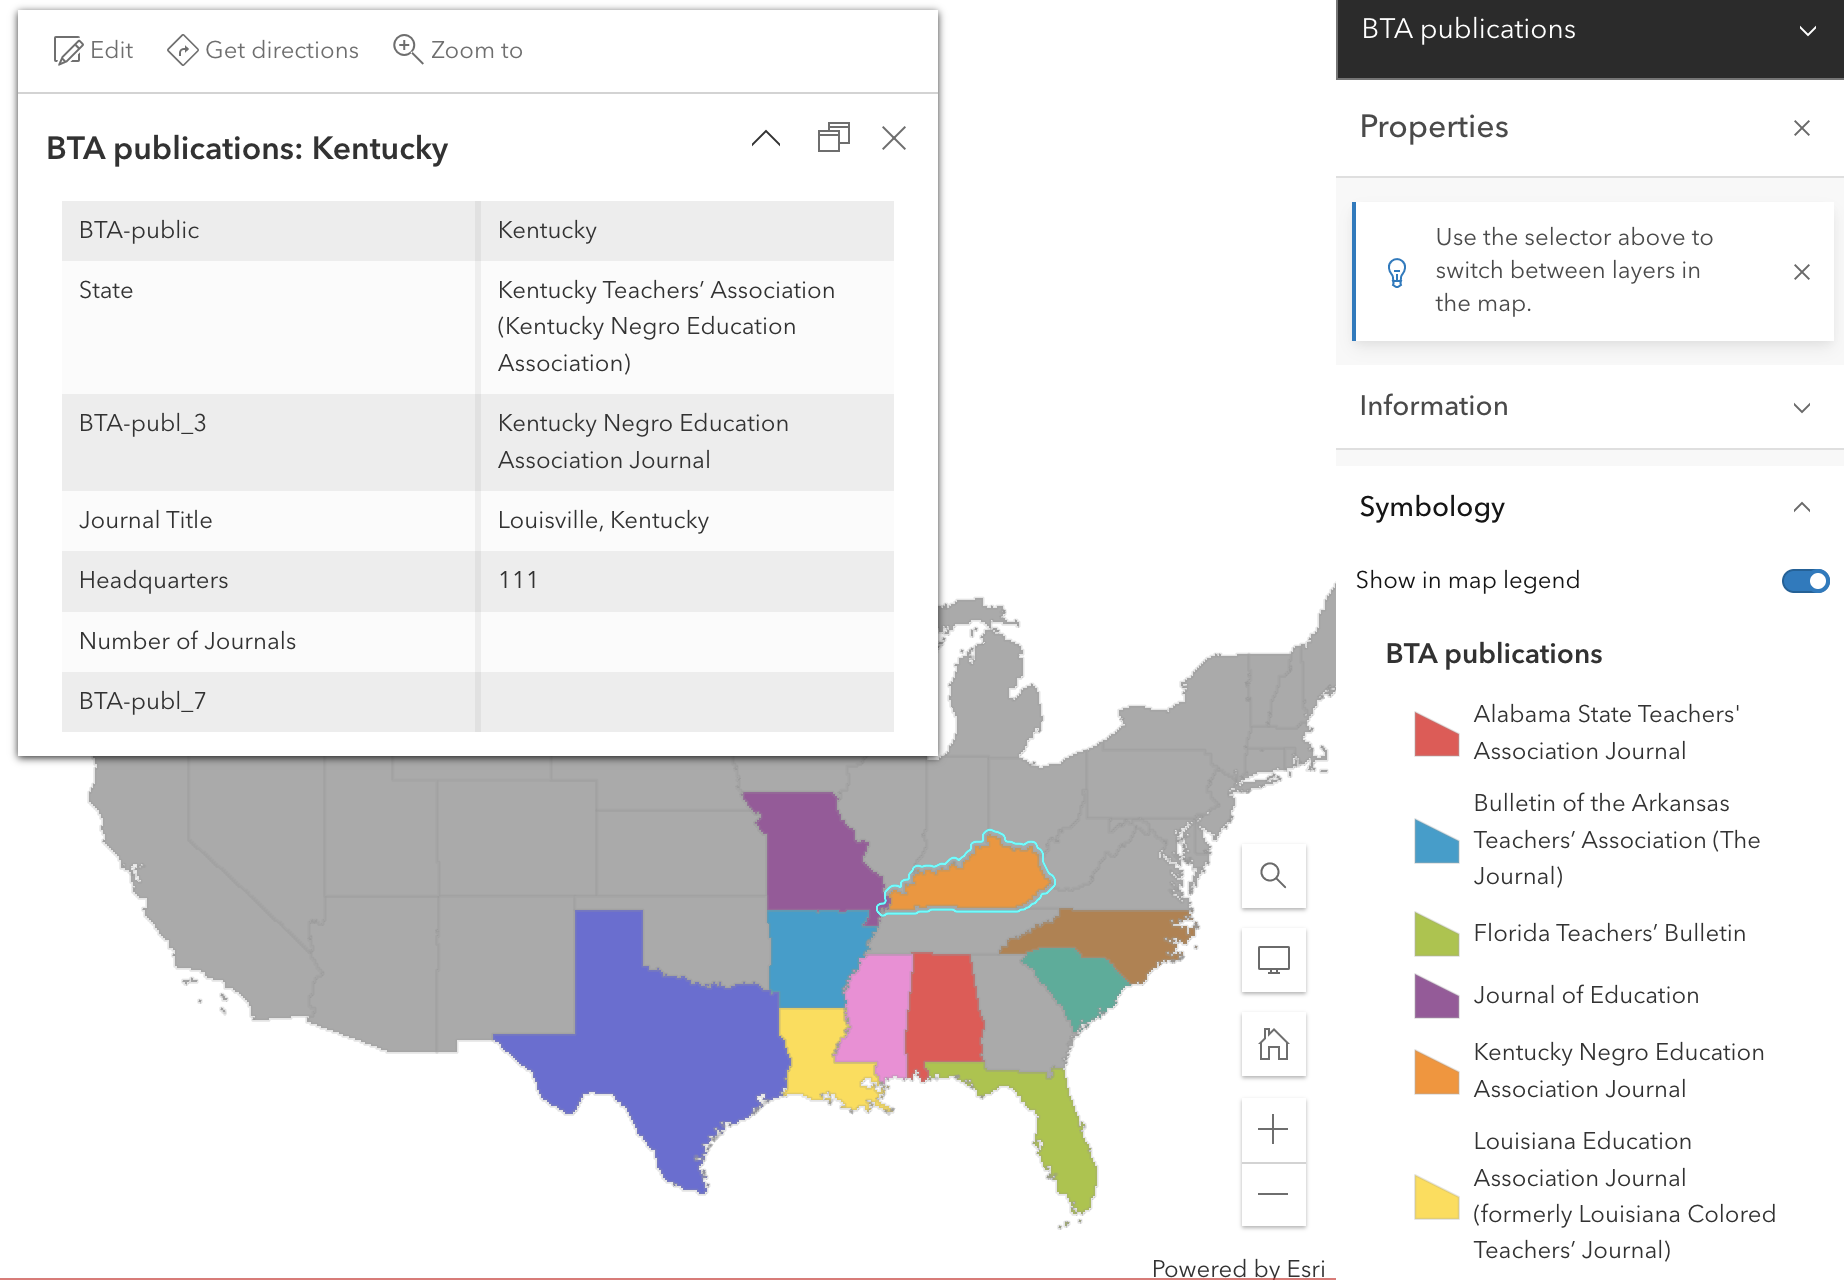 Edit Get directions Zoom to
BTA publications: Kentucky
BTA-public Kentucky
State Kentucky Teachers’ Association
(Kentucky Negro Education
Association)
BTA-publ_3 Kentucky Negro Education
Association Journal
Journal Title Louisville, Kentucky
Headquarters 111
Number of Journals
BTA-publ_7
Powered by Esri
BTA publications
Properties
Use the selector above to
switch between layers in
the map.
Information
Symbology
Show in map legend
BTA publications
Alabama State Teachers'
Association Journal
Bulletin of the Arkansas
Teachers’ Association (The
Journal)
Florida Teachers’ Bulletin
Journal of Education
Kentucky Negro Education
Association Journal
Louisiana Education
Association Journal
(formerly Louisiana Colored
Teachers’ Journal)